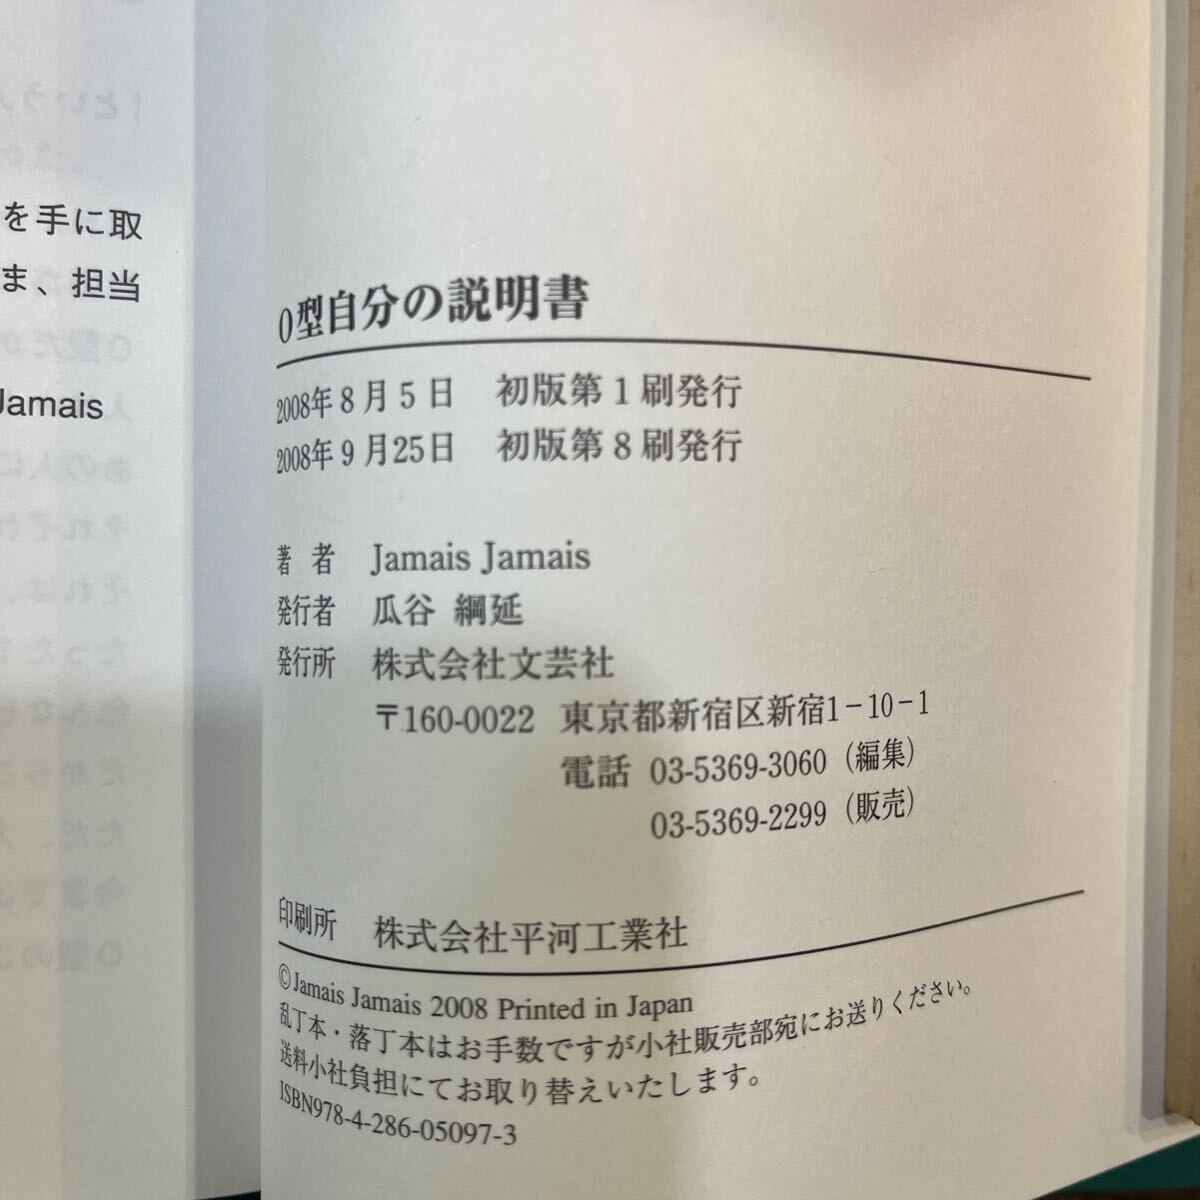 を手に取
ま、担当
Jamais
O型自分の説明書
2008年8月5日 初版第1刷発行
2008年9月25日 初版第8刷発行
著者 Jamais Jamais
発行者 瓜谷 綱延
発行所 株式会社文芸社
〒160-0022 東京都新宿区新宿1-10-1
電話 03-5369-3060（編集）
03-5369-2299（販売）
印刷所 株式会社平河工業社
©Jamais Jamais 2008 Printed in Japan
乱丁本・落丁本はお手数ですが小社販売部宛にお送りください。
送料小社負担にてお取り替えいたします。
ISBN978-4-286-05097-3